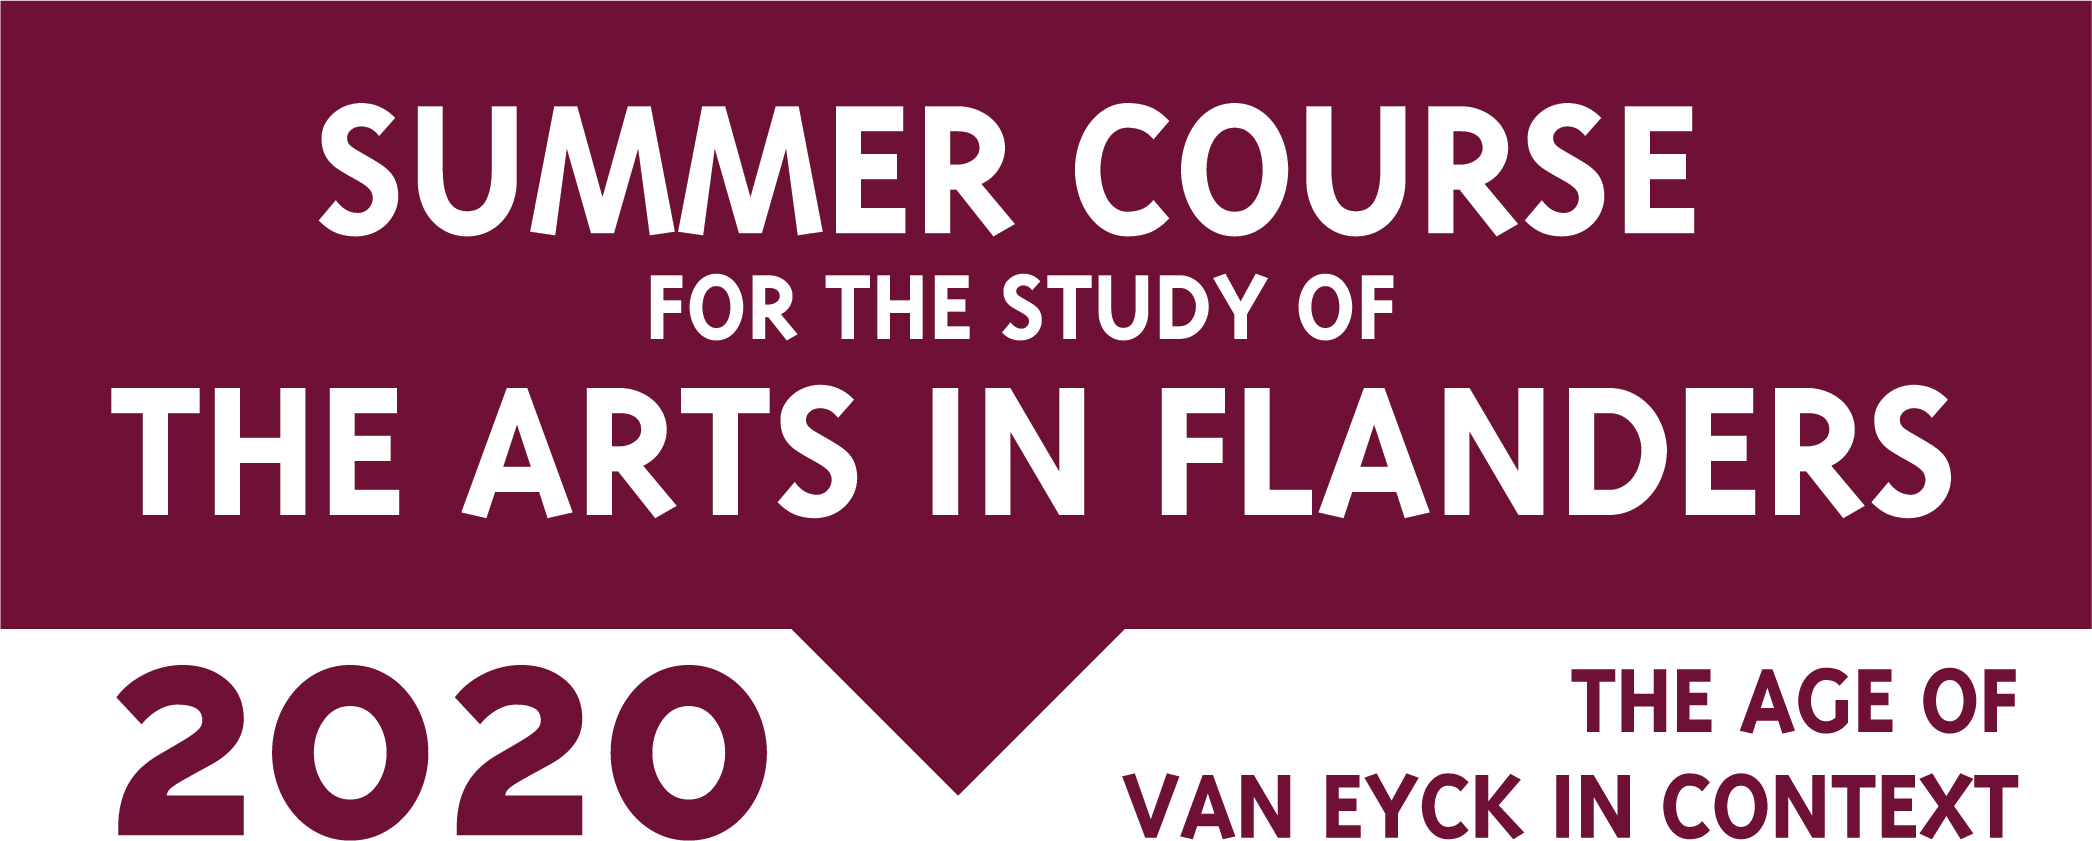 SUMMER COURSE
FOR THE STUDY OF
THE ARTS IN FLANDERS
2020
THE AGE OF
VAN EYCK IN CONTEXT